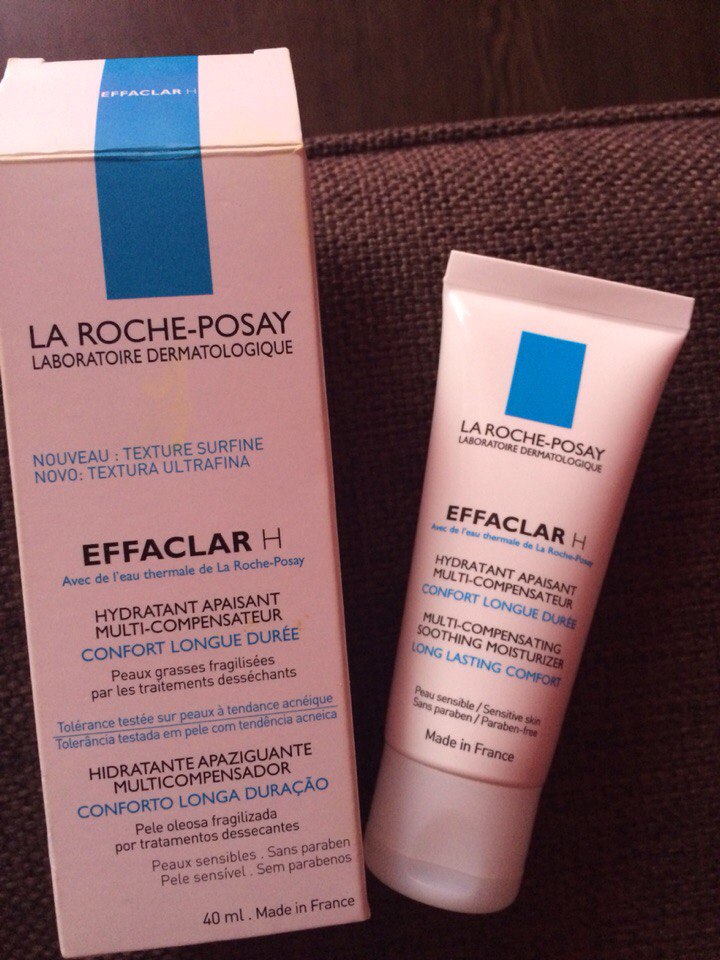 EFFACLAR H
LA ROCHE-POSAY
LABORATOIRE DERMATOLOGIQUE
NOUVEAU : TEXTURE SURFINE
NOVO: TEXTURA ULTRAFINA
EFFACLAR H
Avec de l'eau thermale de La Roche-Posay
HYDRATANT APAISANT
MULTI-COMPENSATEUR
CONFORT LONGUE DURÉE
Peaux grasses fragilisées
par les traitements desséchants
Tolérance testée sur peaux à tendance acnéique
Tolerância testada em pele com tendência acneica
HIDRATANTE APAZIGUANTE
MULTICOMPENSADOR
CONFORTO LONGA DURAÇÃO
Pele oleosa fragilizada
por tratamentos dessecantes
Peaux sensibles . Sans paraben
Pele sensível . Sem parabenos
40 ml . Made in France
LA ROCHE-POSAY
LABORATOIRE DERMATOLOGIQUE
EFFACLAR H
Avec de l'eau thermale de La Roche-Posay
HYDRATANT APAISANT
MULTI-COMPENSATEUR
CONFORT LONGUE DURÉE
MULTI-COMPENSATING
SOOTHING MOISTURIZER
LONG LASTING COMFORT
Peau sensible / Sensitive skin
Sans paraben / Paraben-free
Made in France